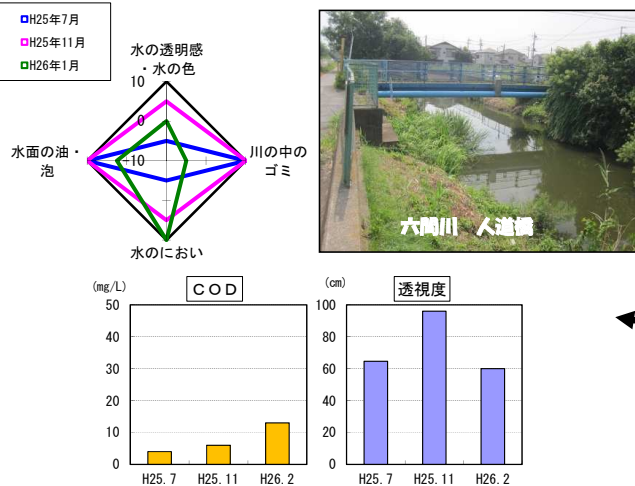 H25年7月
H25年11月
H26年1月
水の透明感
・水の色
10
0
-10
水面の油・
泡
川の中の
ゴミ
水のにおい
六間川 人道橋
(mg/L)
COD
50
40
30
20
10
0
H25.7 H25.11 H26.2
(cm)
透視度
100
80
60
40
20
0
H25.7 H25.11 H26.2